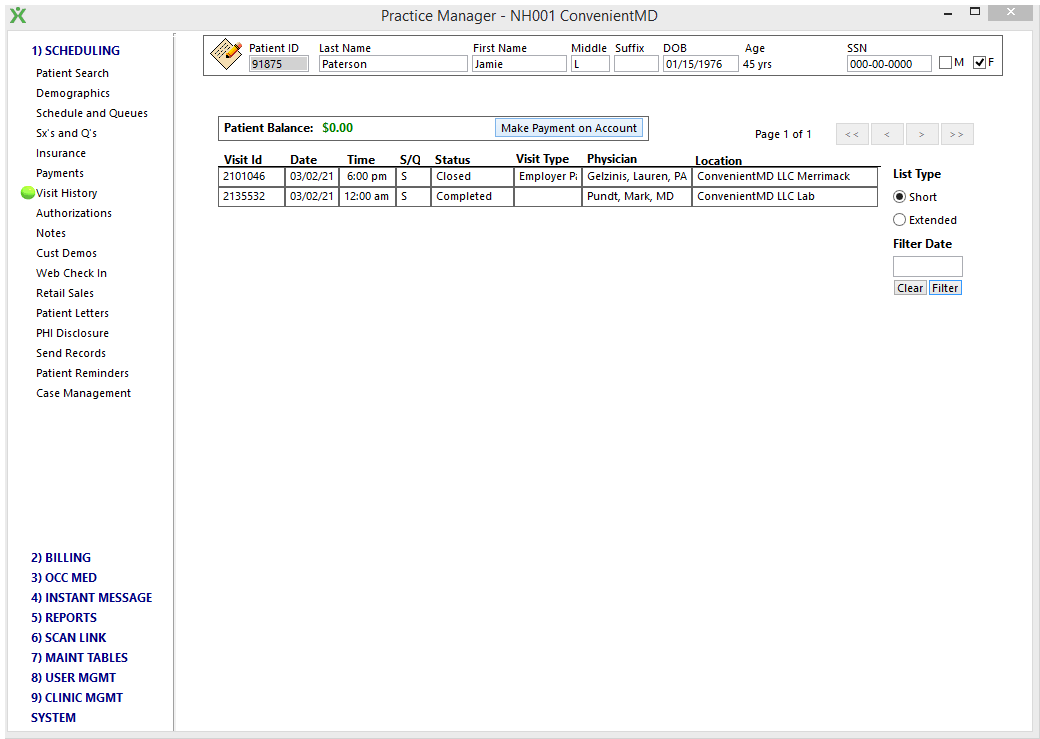 Practice Manager - NH001 ConvenientMD
1) SCHEDULING
Patient Search
Demographics
Schedule and Queues
Sx's and Q's
Insurance
Payments
Visit History
Authorizations
Notes
Cust Demos
Web Check In
Retail Sales
Patient Letters
PHI Disclosure
Send Records
Patient Reminders
Case Management
2) BILLING
3) OCC MED
4) INSTANT MESSAGE
5) REPORTS
6) SCAN LINK
7) MAINT TABLES
8) USER MGMT
9) CLINIC MGMT
SYSTEM
Patient ID Last Name First Name Middle Suffix DOB Age SSN
91875 Paterson Jamie L 01/15/1976 45 yrs 000-00-0000 M F
Patient Balance: $0.00 Make Payment on Account
Page 1 of 1 << < > >>
Visit Id Date Time S/Q Status Visit Type Physician Location
2101046 03/02/21 6:00 pm S Closed Employer Pa Gelzinis, Lauren, PA ConvenientMD LLC Merrimack
2135532 03/02/21 12:00 am S Completed Pundt, Mark, MD ConvenientMD LLC Lab
List Type
Short
Extended
Filter Date
Clear Filter